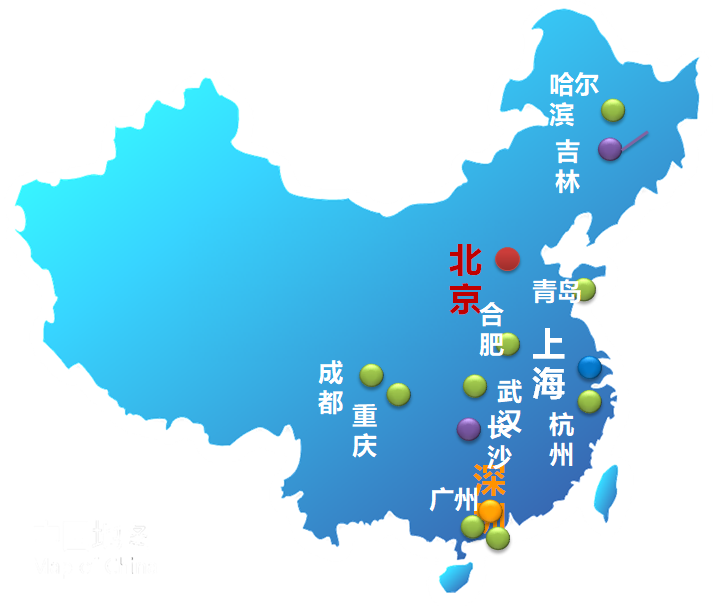 哈尔
滨
吉
林
北
京
青岛
合
肥
上
海
成
都
武
汉
重
庆
杭
州
长
沙
深
广州